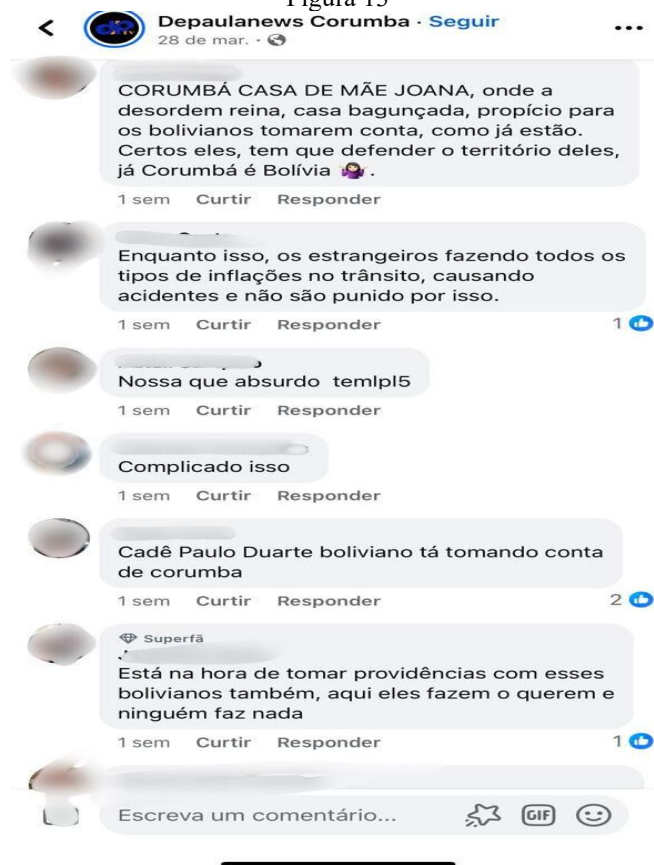 Figura 15
Depaulanews Corumba · Seguir
28 de mar. ·
CORUMBÁ CASA DE MÃE JOANA, onde a
desordem reina, casa bagunçada, propício para
os bolivianos tomarem conta, como já estão.
Certos eles, tem que defender o território deles,
já Corumbá é Bolívia 🤷🏻‍♀️.
1 sem Curtir Responder
Enquanto isso, os estrangeiros fazendo todos os
tipos de inflações no trânsito, causando
acidentes e não são punido por isso.
1 sem Curtir Responder 1
Nossa que absurdo temlpl5
1 sem Curtir Responder
Complicado isso
1 sem Curtir Responder
Cadê Paulo Duarte boliviano tá tomando conta
de corumba
1 sem Curtir Responder 2
Superfã
Está na hora de tomar providências com esses
bolivianos também, aqui eles fazem o querem e
ninguém faz nada
1 sem Curtir Responder 1
Escreva um comentário... GIF